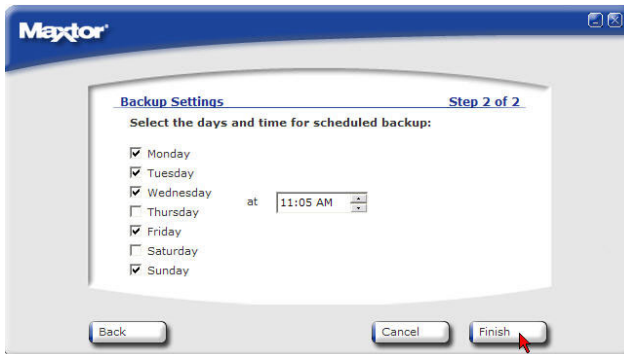 Maxtor
Backup Settings Step 2 of 2
Select the days and time for scheduled backup:
Monday
Tuesday
Wednesday
at 11:05 AM
Thursday
Friday
Saturday
Sunday
Back Cancel Finish